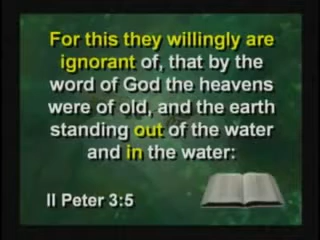 For this they willingly are
ignorant of, that by the
word of God the heavens
were of old, and the earth
standing out of the water
and in the water:
II Peter 3:5